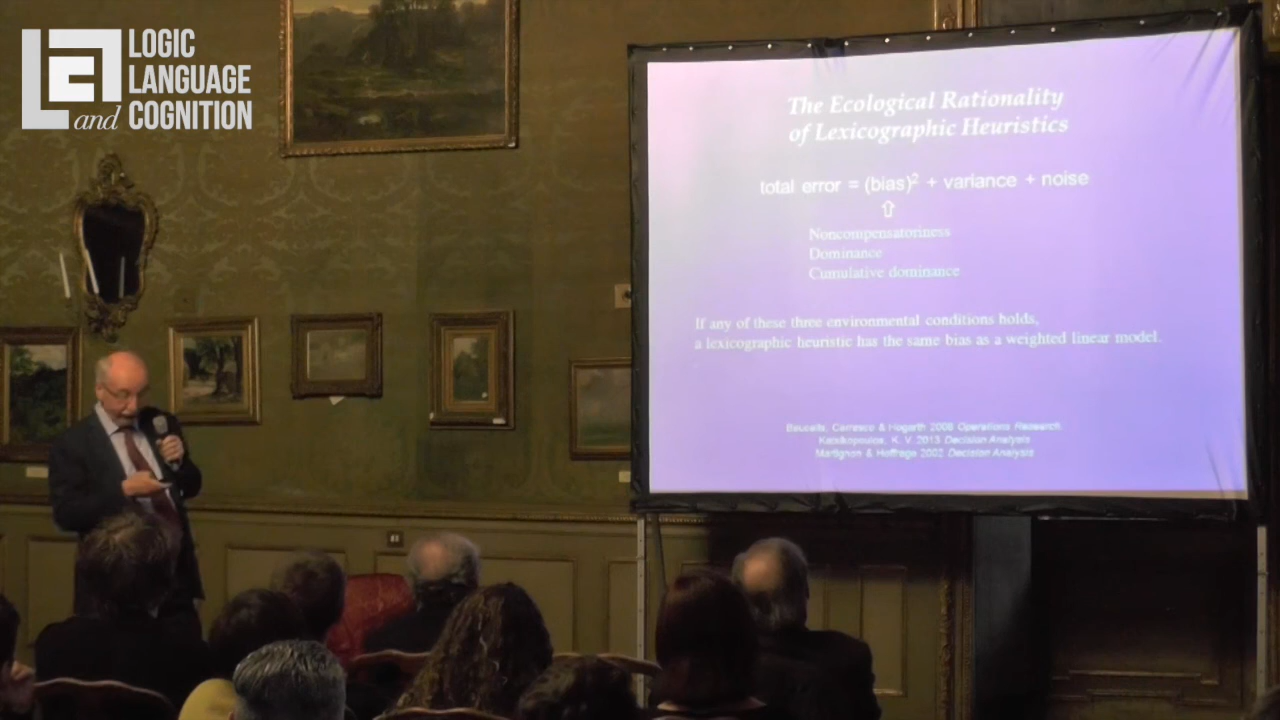 LOGIC
LANGUAGE
and COGNITION
The Ecological Rationality
of Lexicographic Heuristics
total error = (bias)² + variance + noise
⇧
Noncompensatoriness
Dominance
Cumulative dominance
If any of these three environmental conditions holds,
a lexicographic heuristic has the same bias as a weighted linear model.
Baucells, Carrasco & Hogarth 2008 Operations Research.
Katsikopoulos, K. V. 2013 Decision Analysis
Martignon & Hoffrage 2002 Decision Analysis